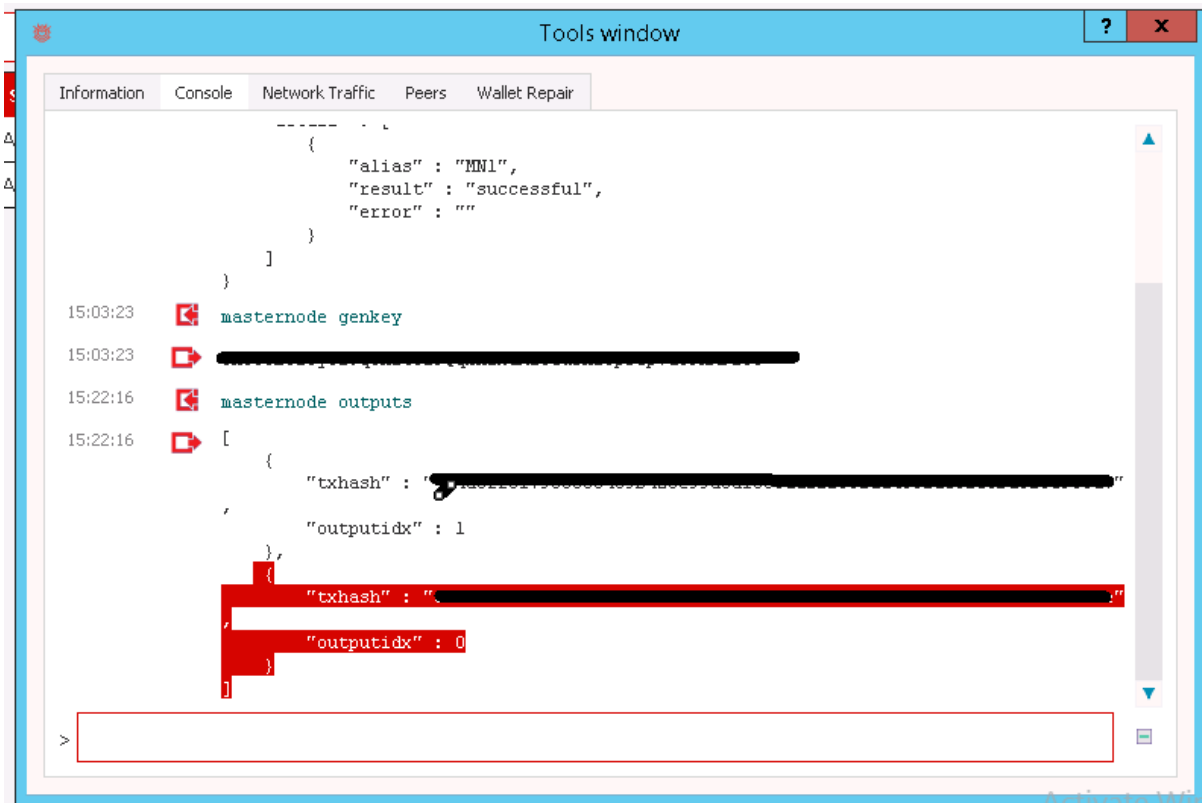 Tools window
? X
Information Console Network Traffic Peers Wallet Repair
{
"alias" : "MN1",
"result" : "successful",
"error" : ""
}
]
}
15:03:23 masternode genkey
15:03:23
15:22:16 masternode outputs
15:22:16 [
{
"txhash" : "
"
,
"outputidx" : 1
},
{
"txhash" : "
"
,
"outputidx" : 0
}
]
>